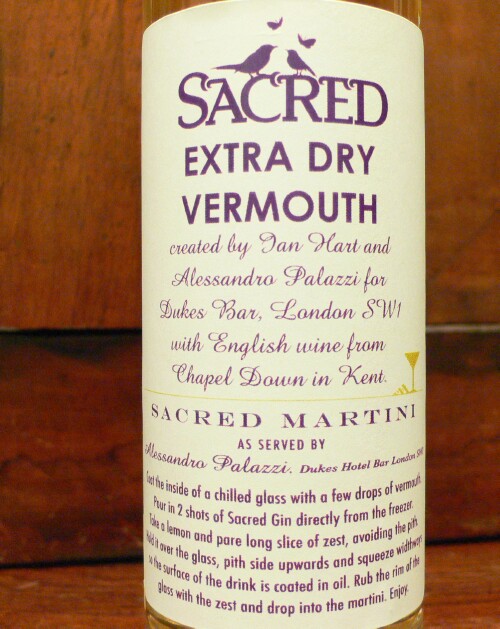 SACRED
EXTRA DRY
VERMOUTH
created by Ian Hart and
Alessandro Palazzi for
Dukes Bar, London SW1
with English wine from
Chapel Down in Kent.
SACRED MARTINI
AS SERVED BY
Alessandro Palazzi. Dukes Hotel Bar London
the inside of a chilled glass with a few drops of vermouth.
Pour in 2 shots of Sacred Gin directly from the freezer.
Take a lemon and pare long slice of zest, avoiding the pith.
Hold it over the glass, pith side upwards and squeeze widthways
so the surface of the drink is coated in oil. Rub the rim of the
glass with the zest and drop into the martini. Enjoy.